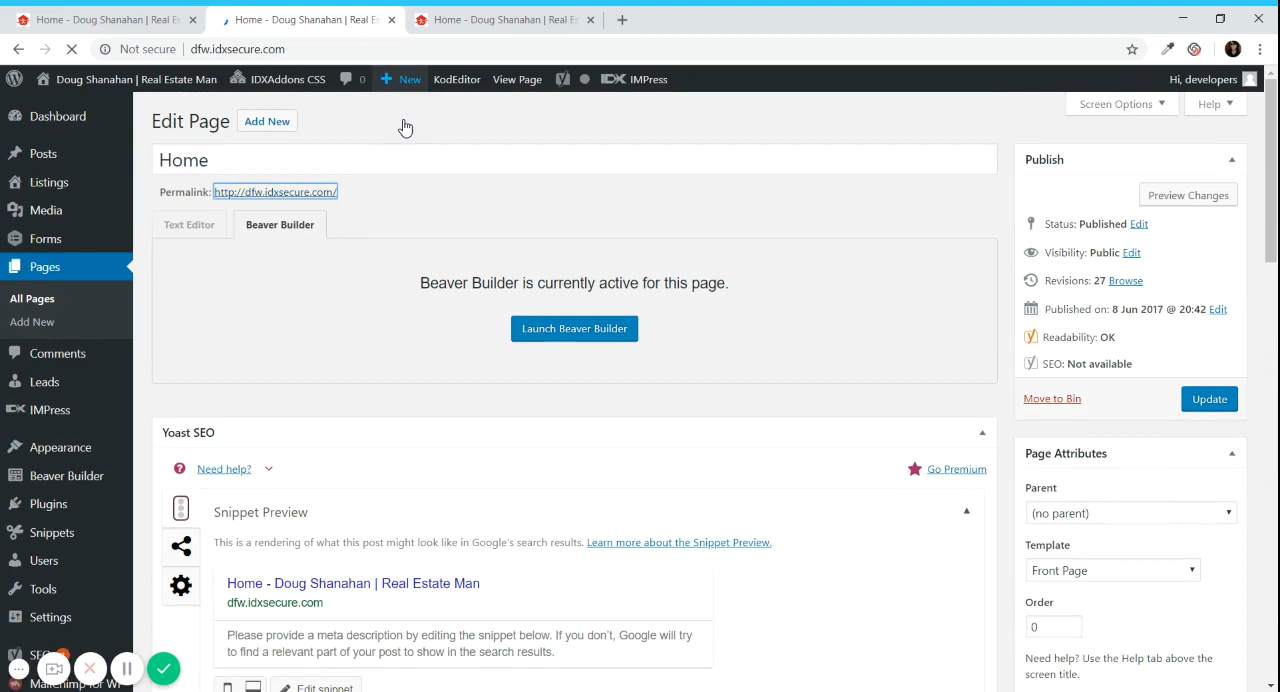 Home - Doug Shanahan | Real Es
Home - Doug Shanahan | Real Es
Home - Doug Shanahan | Real Es
Not secure | dfw.idxsecure.com
Doug Shanahan | Real Estate Man IDXAddons CSS 0 New KodEditor View Page IDX IMPress Hi, developers
Screen Options Help
Edit Page Add New
Home
Permalink: http://dfw.idxsecure.com/
Text Editor Beaver Builder
Beaver Builder is currently active for this page.
Launch Beaver Builder
Dashboard
Posts
Listings
Media
Forms
Pages
All Pages
Add New
Comments
Leads
IDX IMPress
Appearance
Beaver Builder
Plugins
Snippets
Users
Tools
Settings
SEO
Mailchimp for WP
Yoast SEO
Need help? Go Premium
Snippet Preview
This is a rendering of what this post might look like in Google's search results. Learn more about the Snippet Preview.
Home - Doug Shanahan | Real Estate Man
dfw.idxsecure.com
Please provide a meta description by editing the snippet below. If you don't, Google will try
to find a relevant part of your post to show in the search results.
Edit snippet
Publish
Preview Changes
Status: Published Edit
Visibility: Public Edit
Revisions: 27 Browse
Published on: 8 Jun 2017 @ 20:42 Edit
Readability: OK
SEO: Not available
Move to Bin Update
Page Attributes
Parent
(no parent)
Template
Front Page
Order
0
Need help? Use the Help tab above the
screen title.